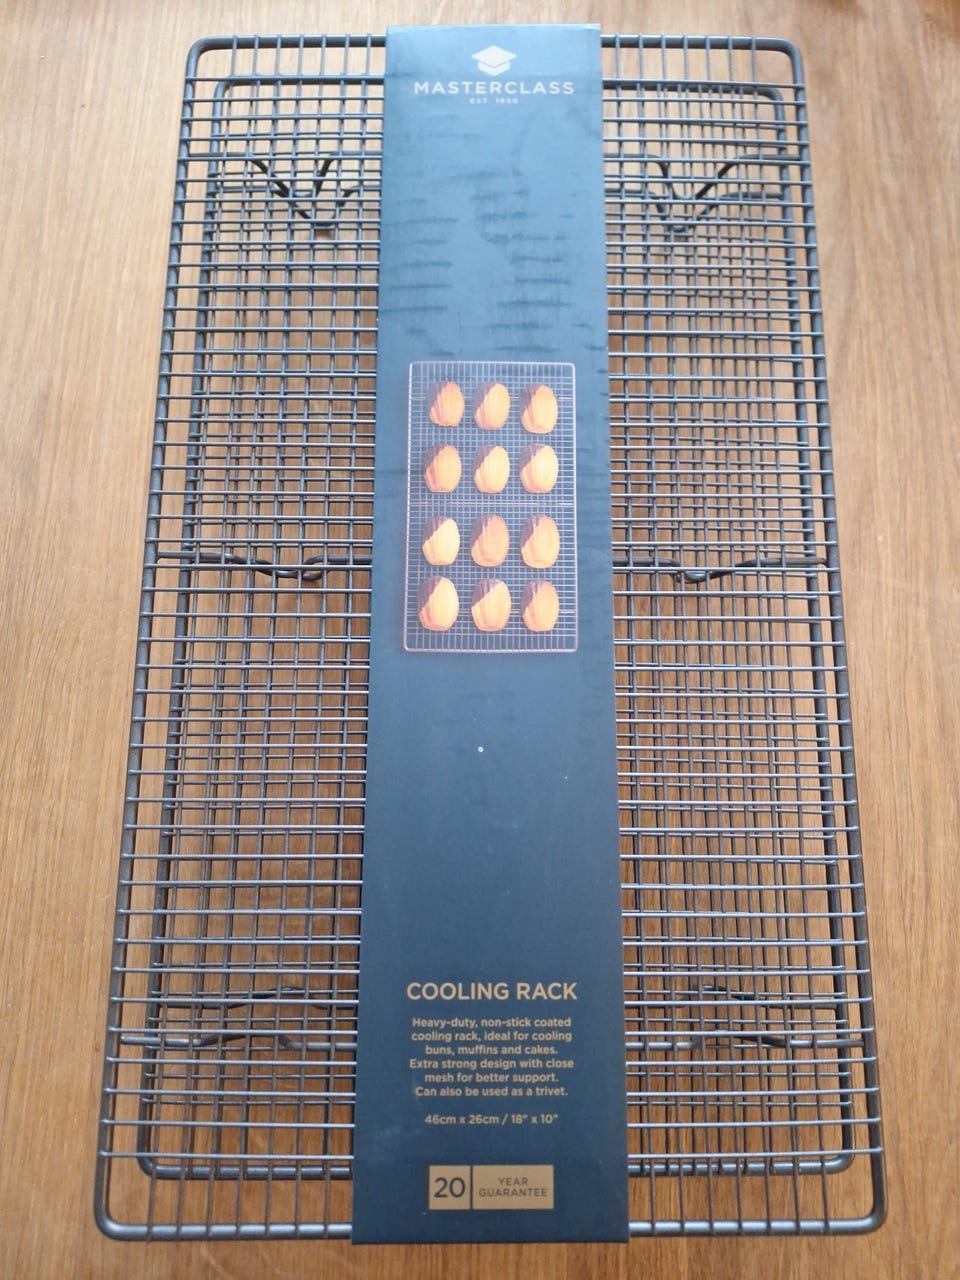 MASTERCLASS
EST. 1850
COOLING RACK
Heavy-duty, non-stick coated
cooling rack, ideal for cooling
buns, muffins and cakes.
Extra strong design with close
mesh for better support.
Can also be used as a trivet.
46cm x 26cm / 18" x 10"
20 YEAR
GUARANTEE